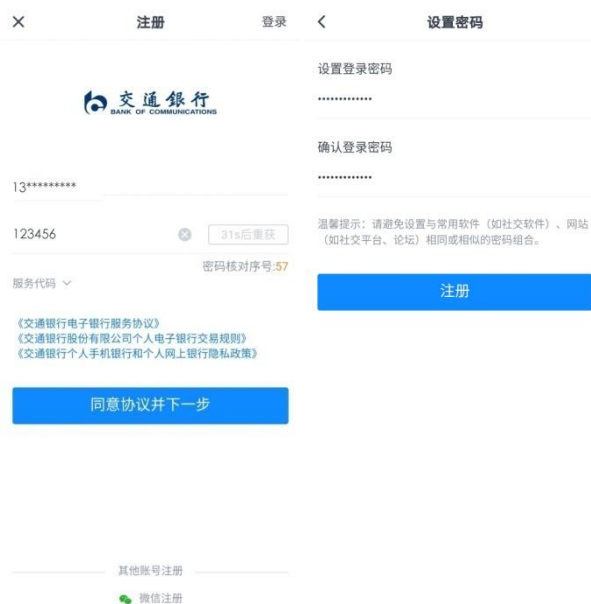 注册
登录
交通銀行
BANK OF COMMUNICATIONS
13*********
123456
31s后重获
密码核对序号:57
服务代码
《交通银行电子银行服务协议》
《交通银行股份有限公司个人电子银行交易规则》
《交通银行个人手机银行和个人网上银行隐私政策》
同意协议并下一步
其他账号注册
微信注册
设置密码
设置登录密码
•••••••••••••
确认登录密码
•••••••••••••
温馨提示：请避免设置与常用软件（如社交软件）、网站
（如社交平台、论坛）相同或相似的密码组合。
注册